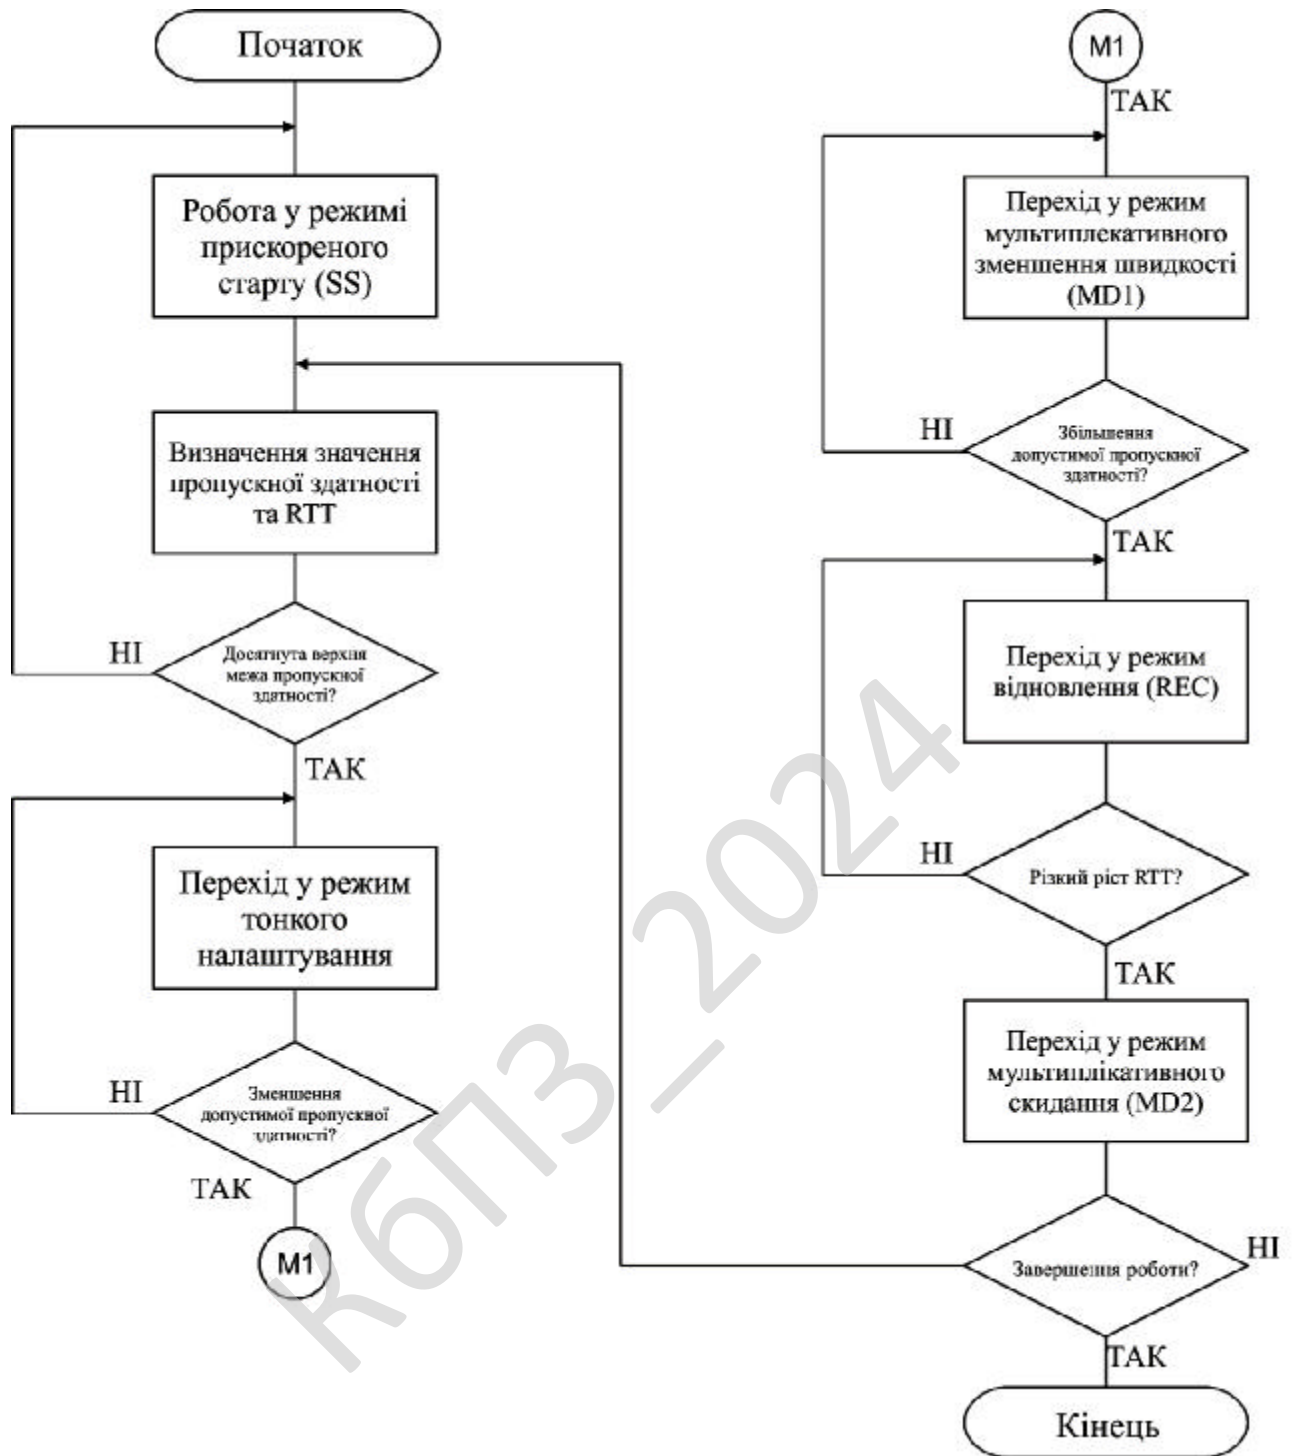 Початок
Робота у режимі
прискореного
старту (SS)
Визначення значення
пропускної здатності
та RTT
НІ
Досягнута верхня
межа пропускної
здатності?
ТАК
Перехід у режим
тонкого
налаштування
НІ
Зменшення
допустимої пропускної
здатності?
ТАК
М1
М1
ТАК
Перехід у режим
мультиплекативного
зменшення швидкості
(MD1)
НІ
Збільшення
допустимої пропускної
здатності?
ТАК
Перехід у режим
відновлення (REC)
НІ
Різкий ріст RTT?
ТАК
Перехід у режим
мультиплікативного
скидання (MD2)
НІ
Завершення роботи?
ТАК
Кінець
КбПЗ_2024